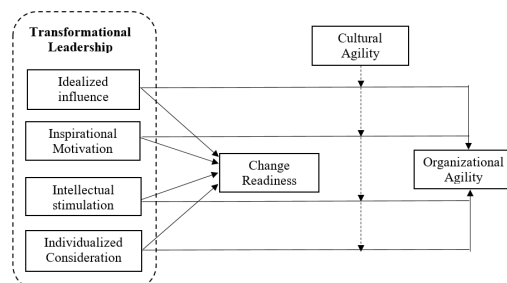 Transformational
Leadership
Idealized
influence
Inspirational
Motivation
Intellectual
stimulation
Individualized
Consideration
Change
Readiness
Cultural
Agility
Organizational
Agility